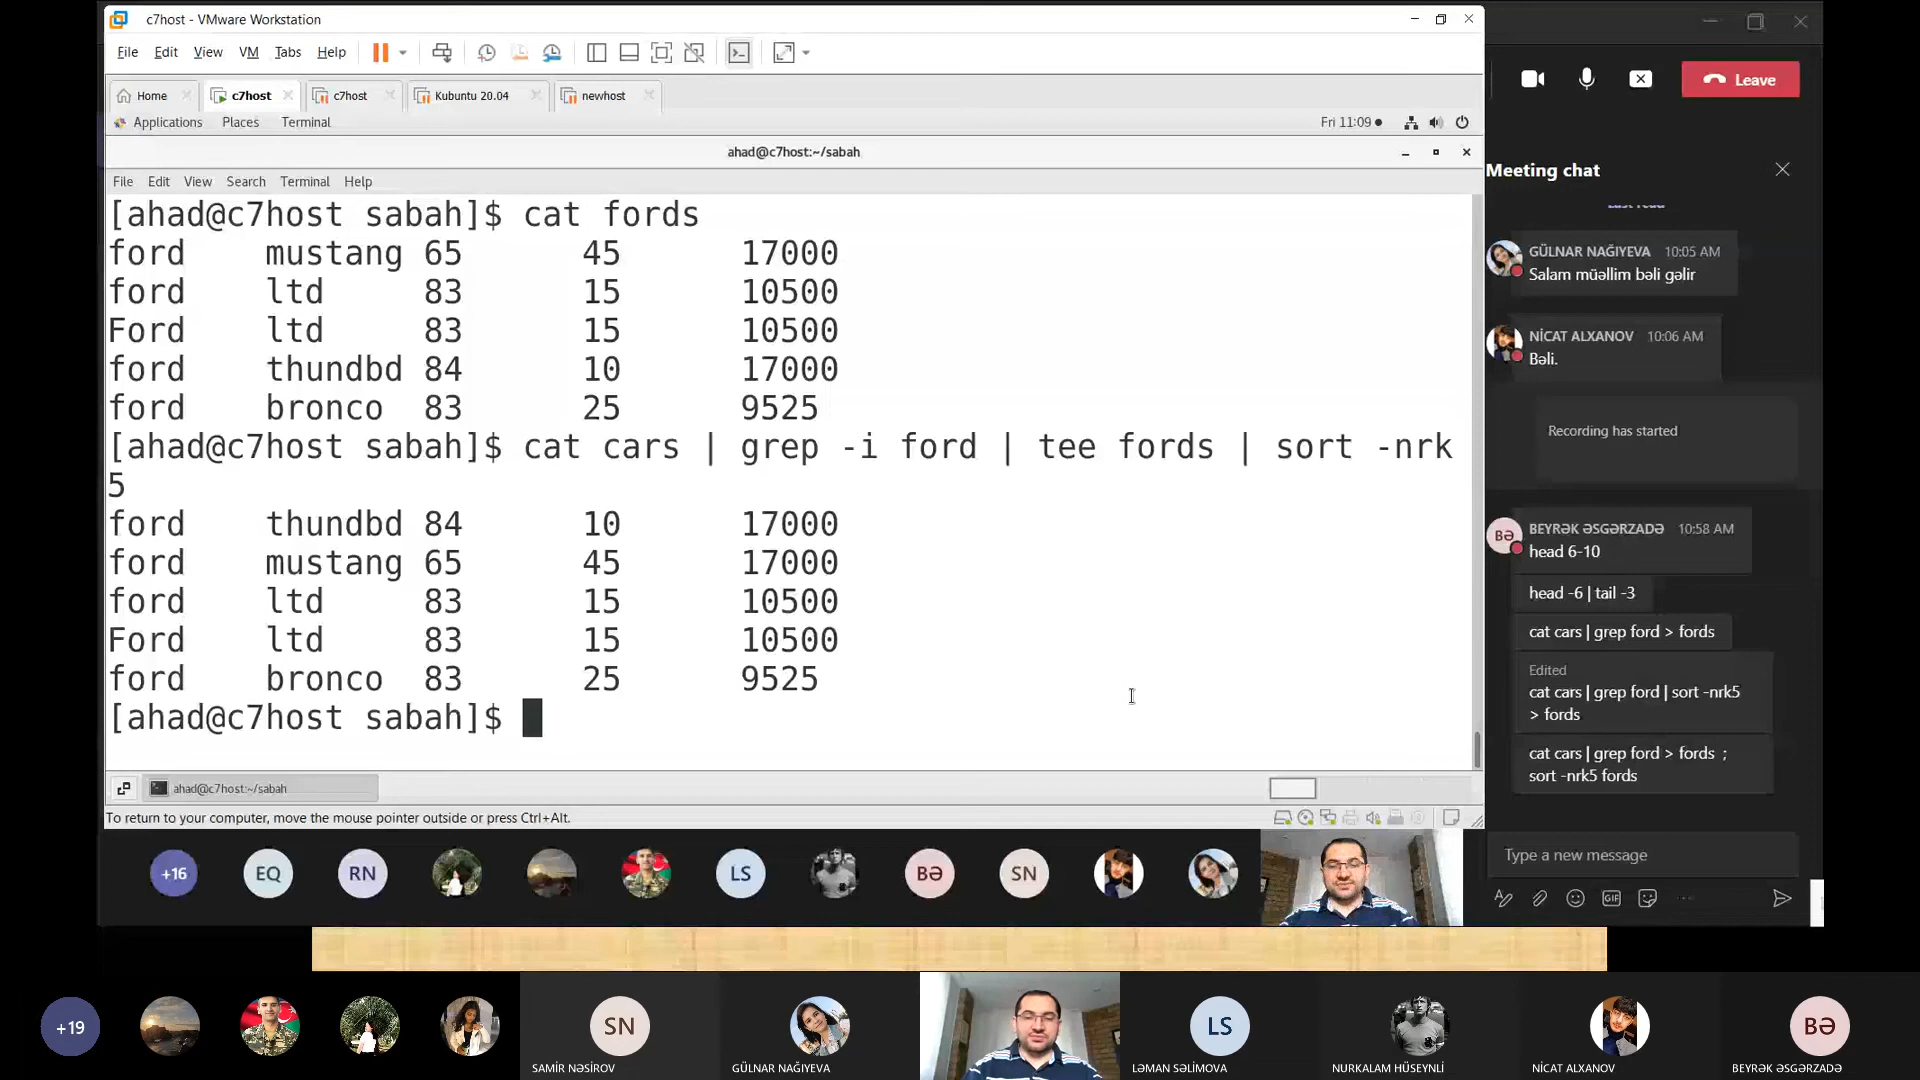 c7host - VMware Workstation
File Edit View VM Tabs Help
Home c7host c7host Kubuntu 20.04 newhost
Applications Places Terminal Fri 11:09
ahad@c7host:~/sabah
File Edit View Search Terminal Help
[ahad@c7host sabah]$ cat fords
ford mustang 65 45 17000
ford ltd 83 15 10500
Ford ltd 83 15 10500
ford thundbd 84 10 17000
ford bronco 83 25 9525
[ahad@c7host sabah]$ cat cars | grep -i ford | tee fords | sort -nrk
5
ford thundbd 84 10 17000
ford mustang 65 45 17000
ford ltd 83 15 10500
Ford ltd 83 15 10500
ford bronco 83 25 9525
[ahad@c7host sabah]$
ahad@c7host:~/sabah
To return to your computer, move the mouse pointer outside or press Ctrl+Alt.
Leave
Meeting chat
Last read
GÜLNAR NAĞIYEVA 10:05 AM
Salam müəllim bəli gəlir
NİCAT ALXANOV 10:06 AM
Bəli.
Recording has started
BƏ
BEYRƏK ƏSGƏRZADƏ 10:58 AM
head 6-10
head -6 | tail -3
cat cars | grep ford > fords
Edited
cat cars | grep ford | sort -nrk5
> fords
cat cars | grep ford > fords ;
sort -nrk5 fords
Type a new message
GIF
+16 EQ RN LS BƏ SN
+19 SN LS BƏ
SAMİR NƏSİROV GÜLNAR NAĞIYEVA LƏMAN SƏLİMOVA NURKALAM HÜSEYNLİ NİCAT ALXANOV BEYRƏK ƏSGƏRZADƏ